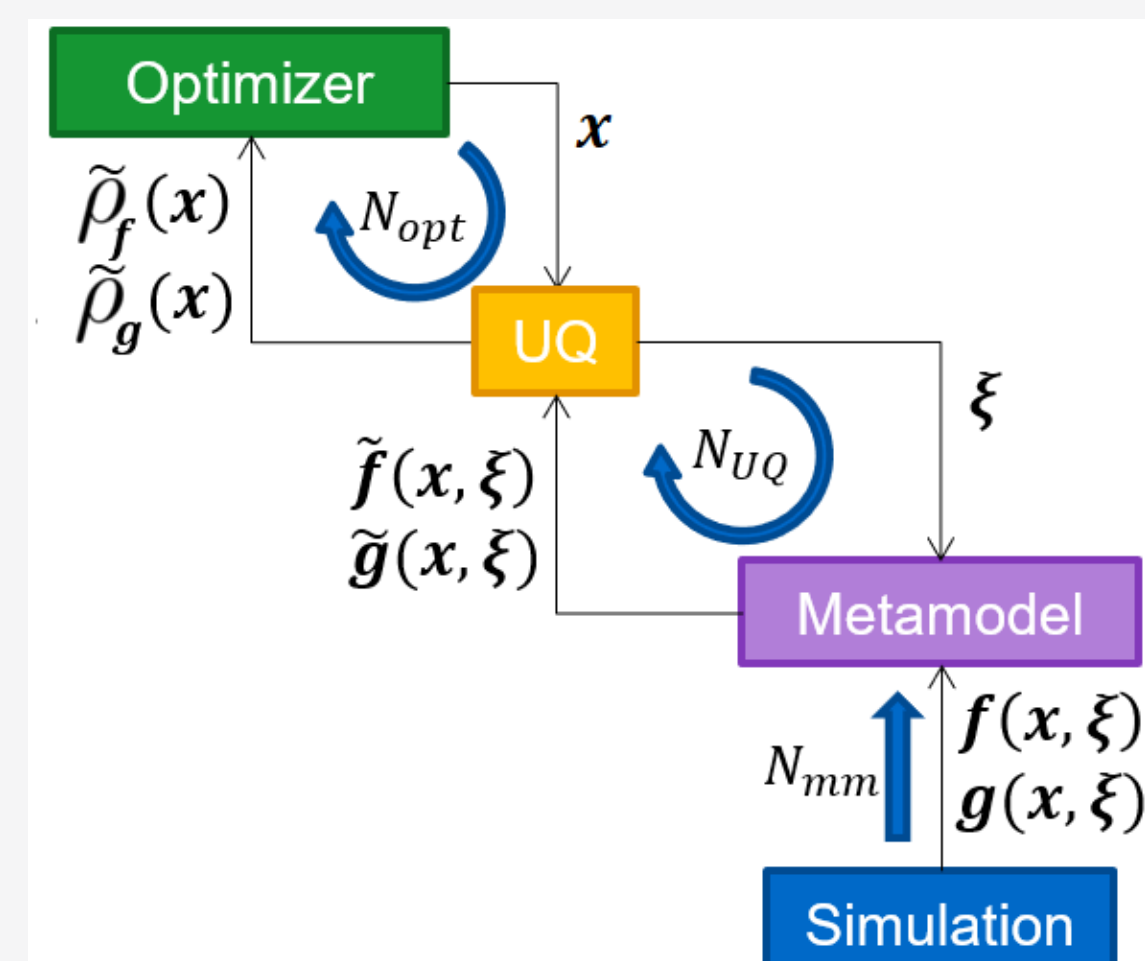 Optimizer
x
ρ̃_f(x)
ρ̃_g(x)
N_opt
UQ
ξ
f̃(x, ξ)
g̃(x, ξ)
N_UQ
Metamodel
f(x, ξ)
g(x, ξ)
N_mm
Simulation